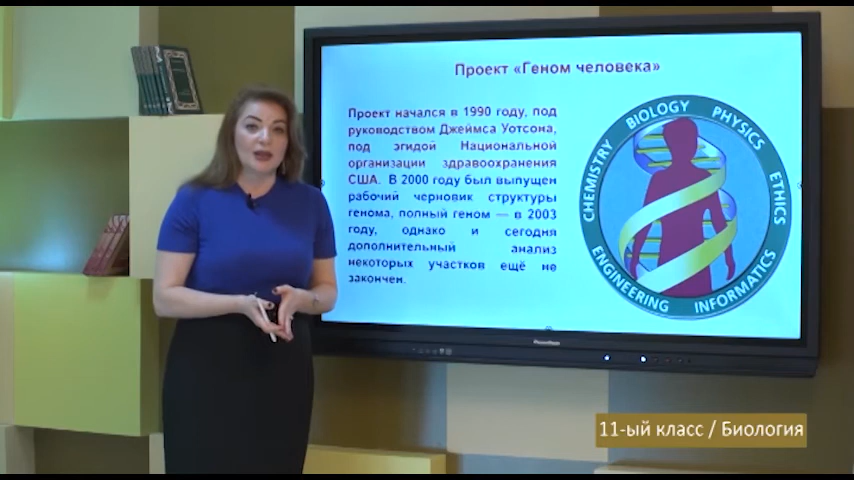 Проект «Геном человека»
Проект начался в 1990 году, под
руководством Джеймса Уотсона,
под эгидой Национальной
организации здравоохранения
США. В 2000 году был выпущен
рабочий черновик структуры
генома, полный геном — в 2003
году, однако и сегодня
дополнительный анализ
некоторых участков ещё не
закончен.
CHEMISTRY BIOLOGY PHYSICS ETHICS
ENGINEERING INFORMATICS
11-ый класс / Биология